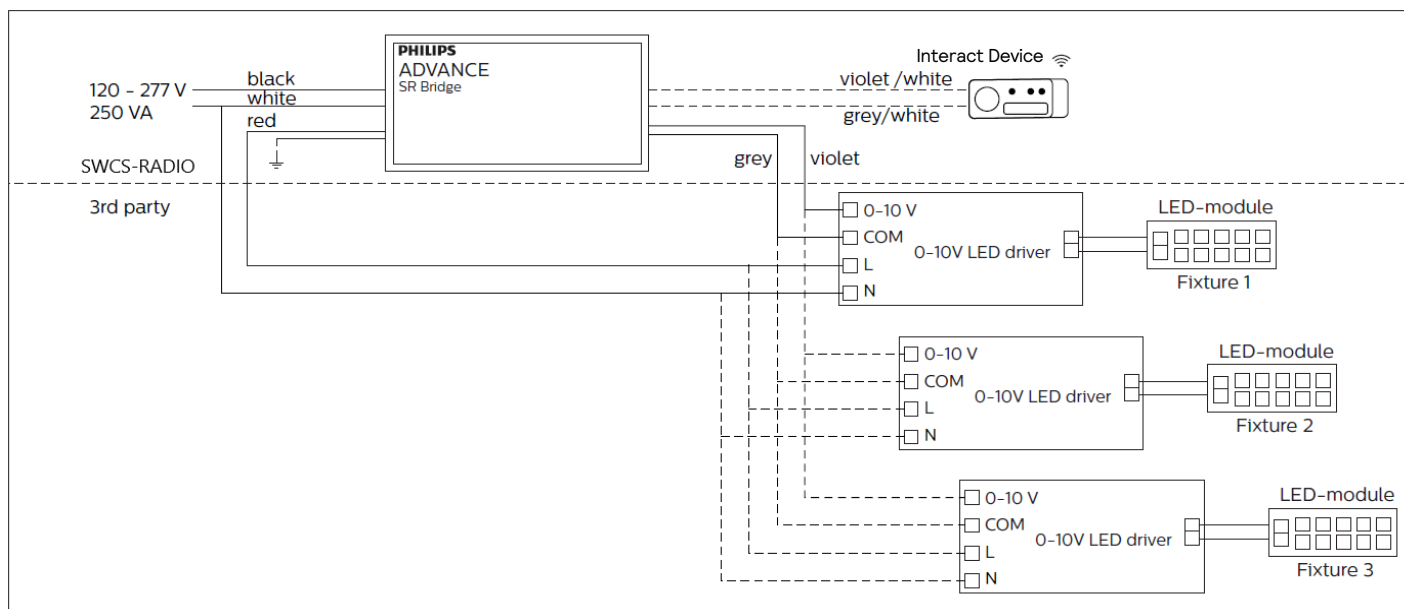 PHILIPS
ADVANCE
SR Bridge
120 - 277 V
250 VA
black
white
red
SWCS-RADIO
Interact Device
violet /white
grey/white
grey
violet
3rd party
0-10 V
COM
L
N
0-10V LED driver
LED-module
Fixture 1
0-10 V
COM
L
N
0-10V LED driver
LED-module
Fixture 2
0-10 V
COM
L
N
0-10V LED driver
LED-module
Fixture 3